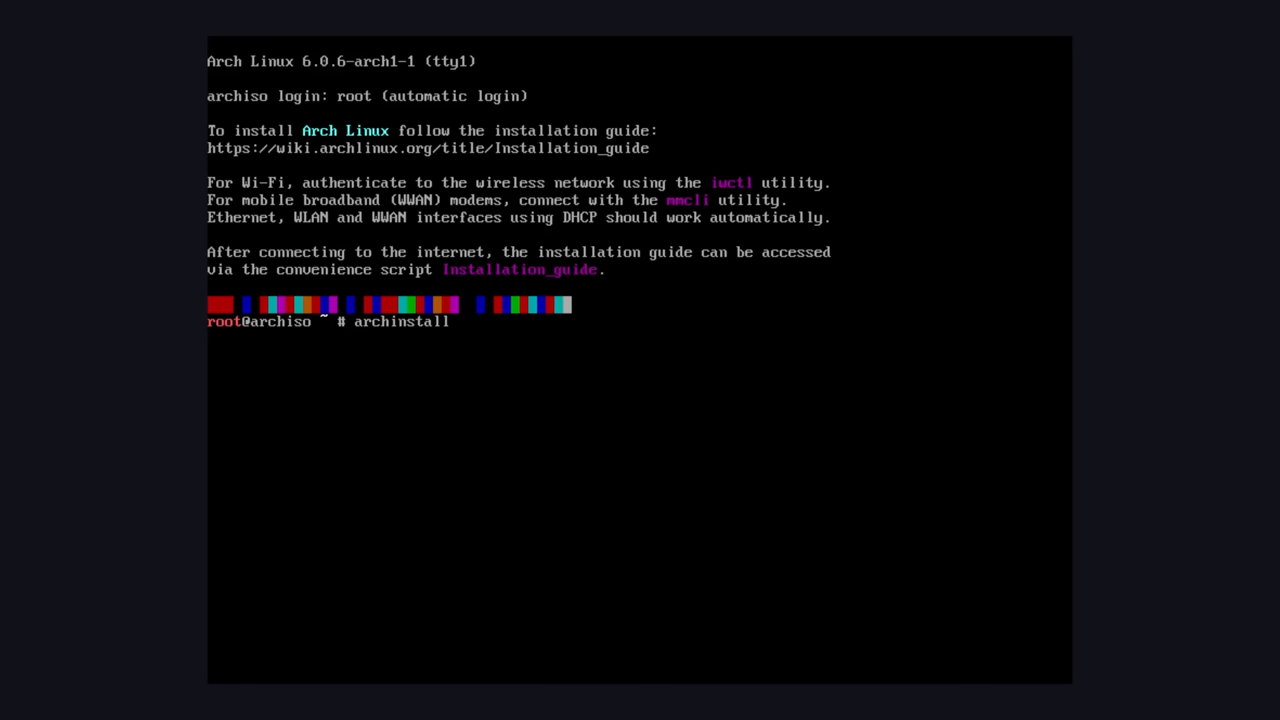 Arch Linux 6.0.6-arch1-1 (tty1)
archiso login: root (automatic login)
To install Arch Linux follow the installation guide:
https://wiki.archlinux.org/title/Installation_guide
For Wi-Fi, authenticate to the wireless network using the iwctl utility.
For mobile broadband (WWAN) modems, connect with the mmcli utility.
Ethernet, WLAN and WWAN interfaces using DHCP should work automatically.
After connecting to the internet, the installation guide can be accessed
via the convenience script Installation_guide.
root@archiso ~ # archinstall